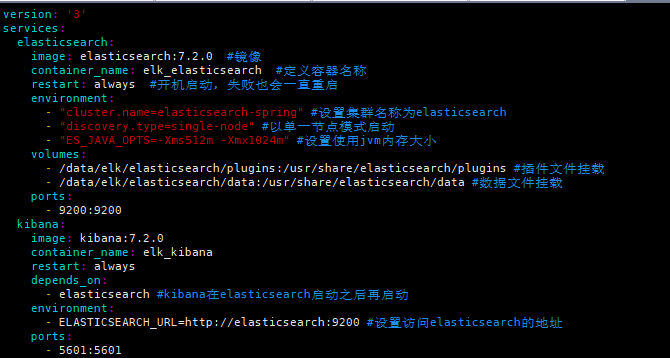 version: '3'
services:
  elasticsearch:
    image: elasticsearch:7.2.0  #镜像
    container_name: elk_elasticsearch  #定义容器名称
    restart: always  #开机启动, 失败也会一直重启
    environment:
      - "cluster.name=elasticsearch-spring" #设置集群名称为elasticsearch
      - "discovery.type=single-node" #以单一节点模式启动
      - "ES_JAVA_OPTS=-Xms512m -Xmx1024m" #设置使用jvm内存大小
    volumes:
      - /data/elk/elasticsearch/plugins:/usr/share/elasticsearch/plugins #插件文件挂载
      - /data/elk/elasticsearch/data:/usr/share/elasticsearch/data #数据文件挂载
    ports:
      - 9200:9200
  kibana:
    image: kibana:7.2.0
    container_name: elk_kibana
    restart: always
    depends_on:
      - elasticsearch #kibana在elasticsearch启动之后再启动
    environment:
      - ELASTICSEARCH_URL=http://elasticsearch:9200 #设置访问elasticsearch的地址
    ports:
      - 5601:5601